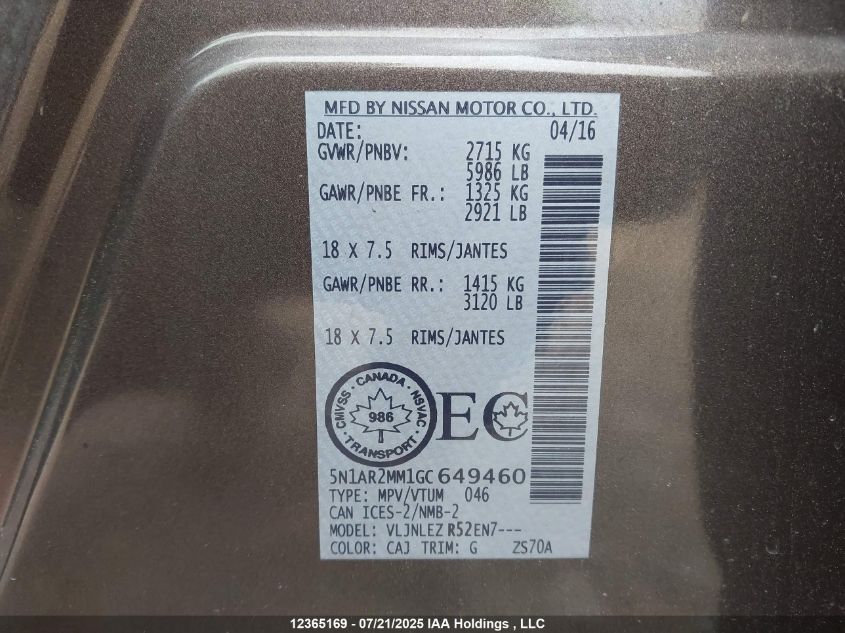 MFD BY NISSAN MOTOR CO., LTD.
DATE: 04/16
GVWR/PNBV: 2715 KG
5986 LB
GAWR/PNBE FR.: 1325 KG
2921 LB
18 X 7.5 RIMS/JANTES
GAWR/PNBE RR.: 1415 KG
3120 LB
18 X 7.5 RIMS/JANTES
CANADA · NSVAC · TRANSPORT · CMVSS ·
986
EC
5N1AR2MM1GC649460
TYPE: MPV/VTUM 046
CAN ICES-2/NMB-2
MODEL: VLJNLEZ R52EN7---
COLOR: CAJ TRIM: G ZS70A
12365169 - 07/21/2025 IAA Holdings , LLC